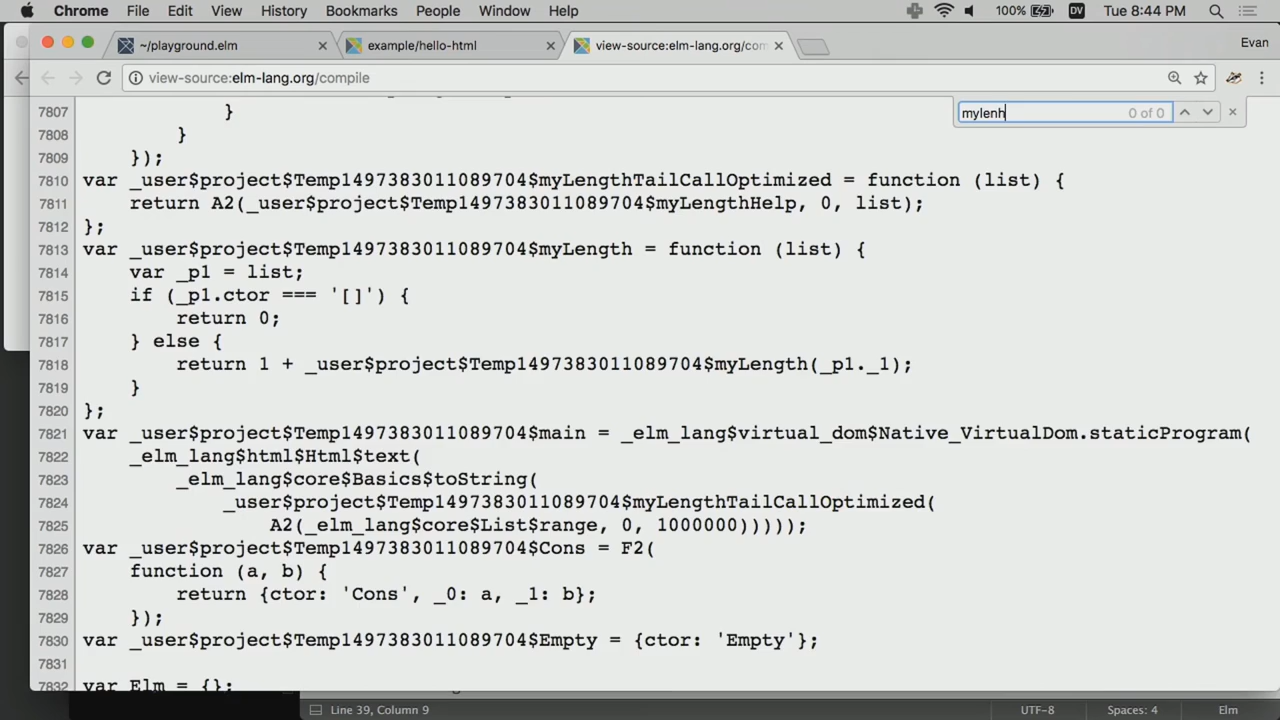 Chrome File Edit View History Bookmarks People Window Help 100% DV Tue 8:44 PM
~/playground.elm example/hello-html view-source:elm-lang.org/com Evan
view-source:elm-lang.org/compile
mylenh 0 of 0
7807 }
7808 }
7809 });
7810 var _user$project$Temp1497383011089704$myLengthTailCallOptimized = function (list) {
7811 return A2(_user$project$Temp1497383011089704$myLengthHelp, 0, list);
7812 };
7813 var _user$project$Temp1497383011089704$myLength = function (list) {
7814 var _p1 = list;
7815 if (_p1.ctor === '[]') {
7816 return 0;
7817 } else {
7818 return 1 + _user$project$Temp1497383011089704$myLength(_p1._1);
7819 }
7820 };
7821 var _user$project$Temp1497383011089704$main = _elm_lang$virtual_dom$Native_VirtualDom.staticProgram(
7822 _elm_lang$html$Html$text(
7823 _elm_lang$core$Basics$toString(
7824 _user$project$Temp1497383011089704$myLengthTailCallOptimized(
7825 A2(_elm_lang$core$List$range, 0, 1000000)))));
7826 var _user$project$Temp1497383011089704$Cons = F2(
7827 function (a, b) {
7828 return {ctor: 'Cons', _0: a, _1: b};
7829 });
7830 var _user$project$Temp1497383011089704$Empty = {ctor: 'Empty'};
7831
7832 var Elm = {};
Line 39, Column 9 UTF-8 Spaces: 4 Elm